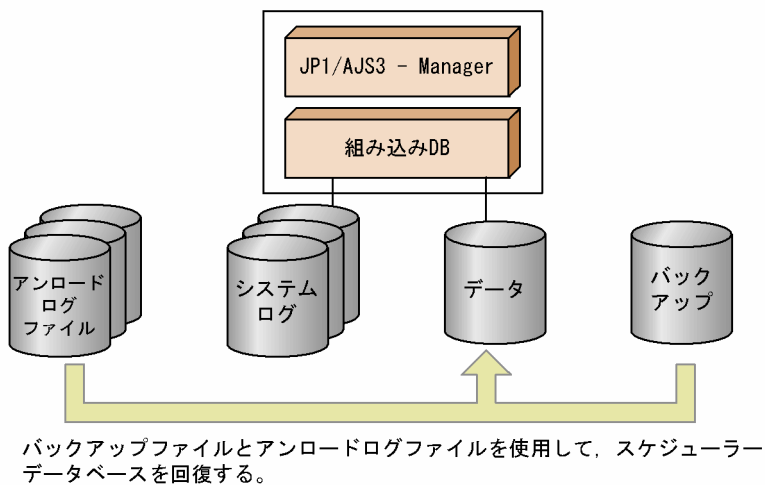 JP1/AJS3 - Manager
組み込みDB
アンロード
ログ
ファイル
システム
ログ
データ
バック
アップ
バックアップファイルとアンロードログファイルを使用して，スケジューラー
データベースを回復する。